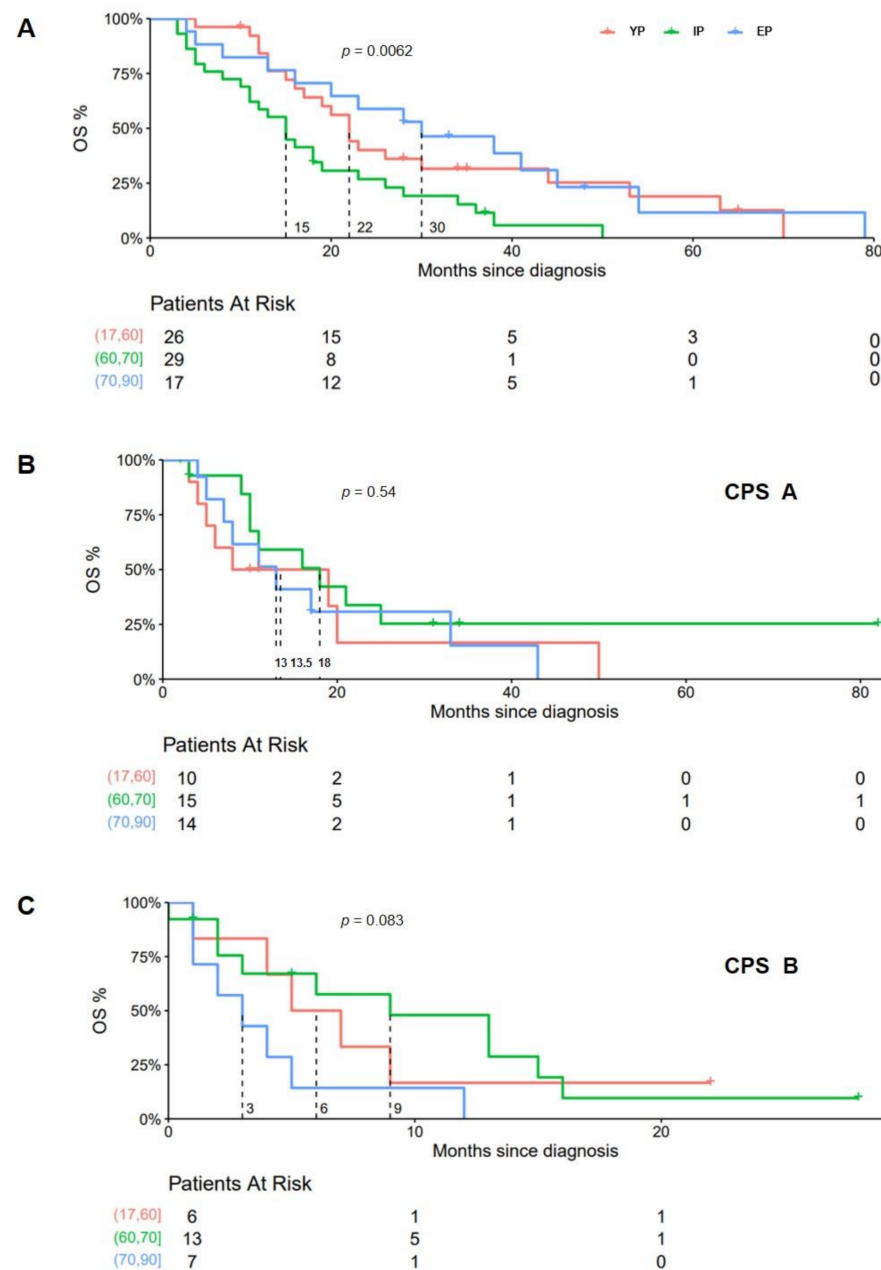 A
YP IP EP
p = 0.0062
100%
75%
50%
25%
0%
OS %
15 22 30
0 20 40 60 80
Months since diagnosis
Patients At Risk
(17,60] 26 15 5 3 0
(60,70] 29 8 1 0 0
(70,90] 17 12 5 1 0
B
p = 0.54
CPS A
100%
75%
50%
25%
0%
OS %
13 13.5 18
0 20 40 60 80
Months since diagnosis
Patients At Risk
(17,60] 10 2 1 0 0
(60,70] 15 5 1 1 1
(70,90] 14 2 1 0 0
C
p = 0.083
CPS B
100%
75%
50%
25%
0%
OS %
3 6 9
0 10 20
Months since diagnosis
Patients At Risk
(17,60] 6 1 1
(60,70] 13 5 1
(70,90] 7 1 0